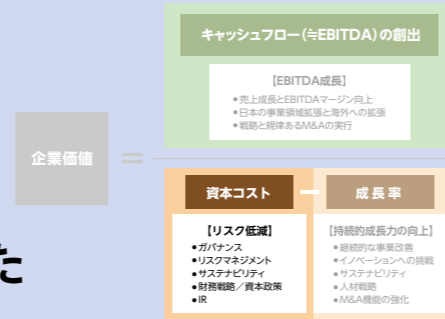 キャッシュフロー(≒EBITDA)の創出
【EBITDA成長】
●売上成長とEBITDAマージン向上
●日本の事業領域拡張と海外への拡張
●戦略と規律あるM&Aの実行
企業価値
=
資本コスト
ー
成長率
【リスク低減】
●ガバナンス
●リスクマネジメント
●サステナビリティ
●財務戦略／資本政策
●IR
【持続的成長力の向上】
●継続的な事業改善
●イノベーションへの挑戦
●サステナビリティ
●人材戦略
●M&A機能の強化
た